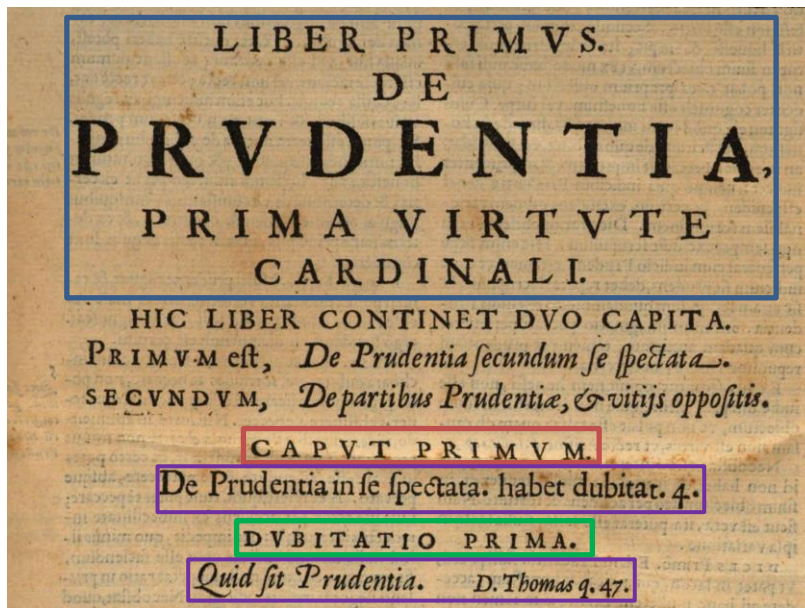 LIBER PRIMVS.
DE
PRVDENTIA,
PRIMA VIRTVTE
CARDINALI.
HIC LIBER CONTINET DVO CAPITA.
PRIMVM eſt, De Prudentia ſecundum ſe ſpectata.
SECVNDVM, De partibus Prudentiæ, & vitijs oppoſitis.
CAPVT PRIMVM.
De Prudentia in ſe ſpectata. habet dubitat. 4.
DVBITATIO PRIMA.
Quid ſit Prudentia. D. Thomas q. 47.